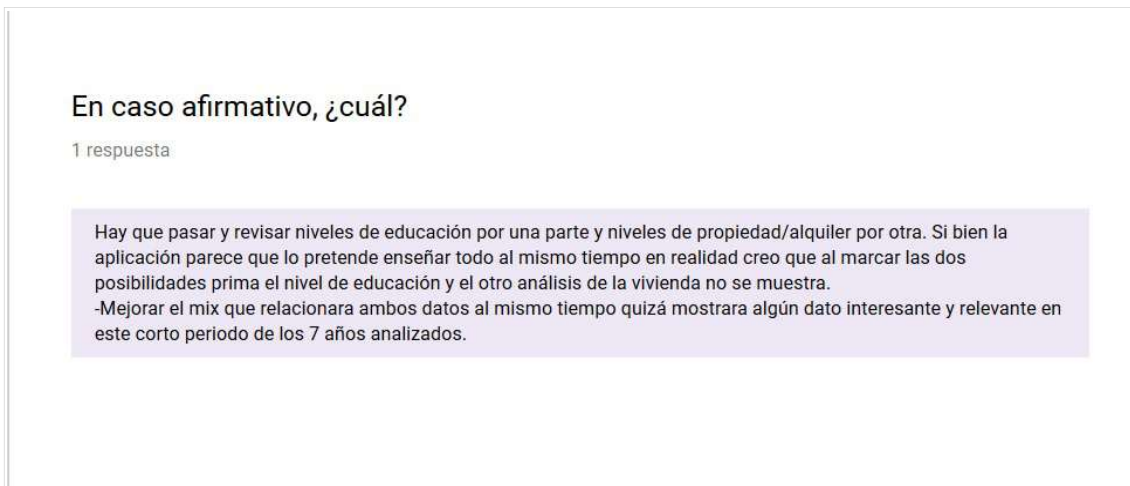 En caso afirmativo, ¿cuál?
1 respuesta
Hay que pasar y revisar niveles de educación por una parte y niveles de propiedad/alquiler por otra. Si bien la
aplicación parece que lo pretende enseñar todo al mismo tiempo en realidad creo que al marcar las dos
posibilidades prima el nivel de educación y el otro análisis de la vivienda no se muestra.
-Mejorar el mix que relacionara ambos datos al mismo tiempo quizá mostrara algún dato interesante y relevante en
este corto periodo de los 7 años analizados.